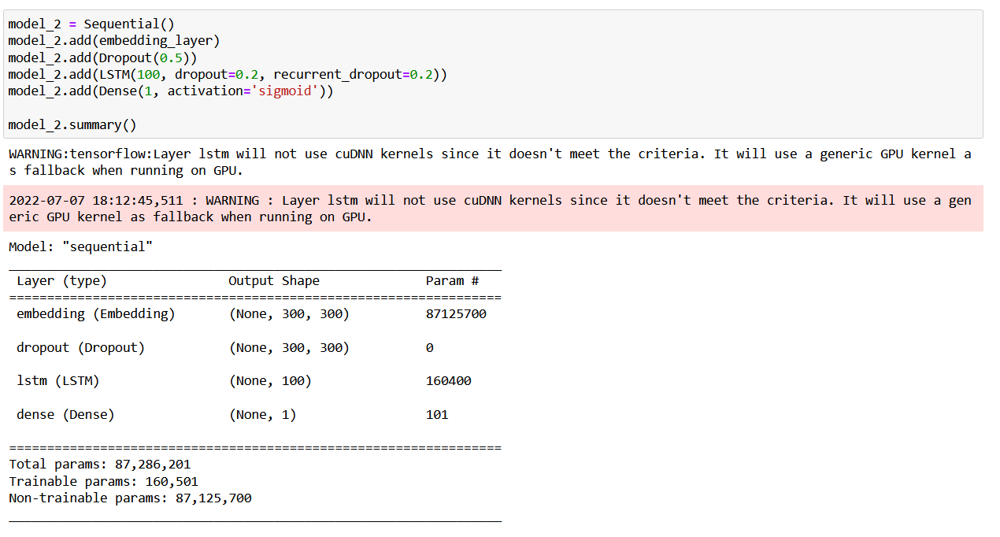 model_2 = Sequential()
model_2.add(embedding_layer)
model_2.add(Dropout(0.5))
model_2.add(LSTM(100, dropout=0.2, recurrent_dropout=0.2))
model_2.add(Dense(1, activation='sigmoid'))
model_2.summary()
WARNING:tensorflow:Layer lstm will not use cuDNN kernels since it doesn't meet the criteria. It will use a generic GPU kernel a
s fallback when running on GPU.
2022-07-07 18:12:45,511 : WARNING : Layer lstm will not use cuDNN kernels since it doesn't meet the criteria. It will use a gen
eric GPU kernel as fallback when running on GPU.
Model: "sequential"
_________________________________________________________________
Layer (type) Output Shape Param #
=================================================================
embedding (Embedding) (None, 300, 300) 87125700
dropout (Dropout) (None, 300, 300) 0
lstm (LSTM) (None, 100) 160400
dense (Dense) (None, 1) 101
=================================================================
Total params: 87,286,201
Trainable params: 160,501
Non-trainable params: 87,125,700
_________________________________________________________________